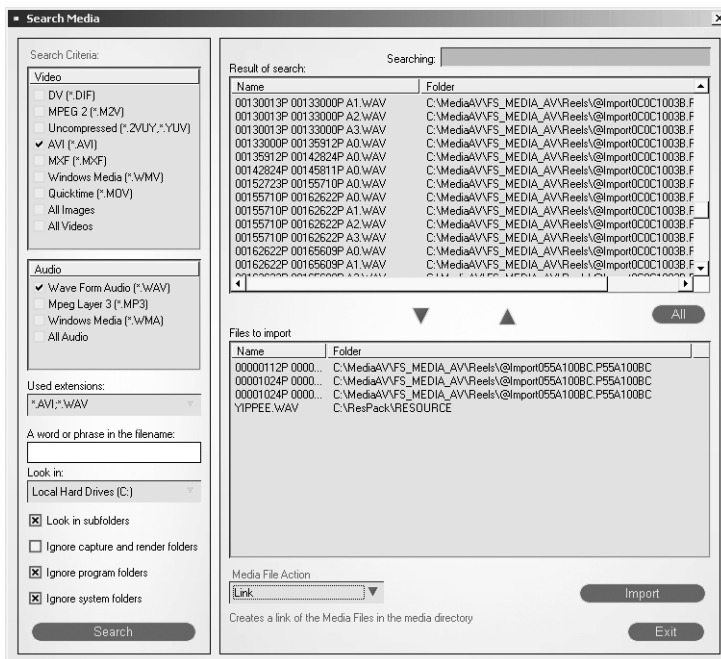 Search Media
Search Criteria:
Video
DV (*.DIF)
MPEG 2 (*.M2V)
Uncompressed (*.2VUY,*.YUV)
AVI (*.AVI)
MXF (*.MXF)
Windows Media (*.WMV)
Quicktime (*.MOV)
All Images
All Videos
Audio
Wave Form Audio (*.WAV)
Mpeg Layer 3 (*.MP3)
Windows Media (*.WMA)
All Audio
Used extensions:
*.AVI;*.WAV
A word or phrase in the filename:
Look in:
Local Hard Drives (C:)
Look in subfolders
Ignore capture and render folders
Ignore program folders
Ignore system folders
Search
Searching:
Result of search:
Name Folder
00130013P 00133000P A1.WAV C:\MediaAV\FS_MEDIA_AV\Reels\@Import0C0C1003B.F
00130013P 00133000P A2.WAV C:\MediaAV\FS_MEDIA_AV\Reels\@Import0C0C1003B.F
00130013P 00133000P A3.WAV C:\MediaAV\FS_MEDIA_AV\Reels\@Import0C0C1003B.F
00133000P 00135912P A0.WAV C:\MediaAV\FS_MEDIA_AV\Reels\@Import0C0C1003B.F
00135912P 00142824P A0.WAV C:\MediaAV\FS_MEDIA_AV\Reels\@Import0C0C1003B.F
00142824P 00145811P A0.WAV C:\MediaAV\FS_MEDIA_AV\Reels\@Import0C0C1003B.F
00152723P 00155710P A0.WAV C:\MediaAV\FS_MEDIA_AV\Reels\@Import0C0C1003B.F
00155710P 00162622P A0.WAV C:\MediaAV\FS_MEDIA_AV\Reels\@Import0C0C1003B.F
00155710P 00162622P A1.WAV C:\MediaAV\FS_MEDIA_AV\Reels\@Import0C0C1003B.F
00155710P 00162622P A2.WAV C:\MediaAV\FS_MEDIA_AV\Reels\@Import0C0C1003B.F
00155710P 00162622P A3.WAV C:\MediaAV\FS_MEDIA_AV\Reels\@Import0C0C1003B.F
00162622P 00165609P A0.WAV C:\MediaAV\FS_MEDIA_AV\Reels\@Import0C0C1003B.F
00162622P 00165609P A1.WAV C:\MediaAV\FS_MEDIA_AV\Reels\@Import0C0C1003B.F
All
Files to import
Name Folder
00000112P 0000... C:\MediaAV\FS_MEDIA_AV\Reels\@Import055A100BC.P55A100BC
00001024P 0000... C:\MediaAV\FS_MEDIA_AV\Reels\@Import055A100BC.P55A100BC
00001024P 0000... C:\MediaAV\FS_MEDIA_AV\Reels\@Import055A100BC.P55A100BC
YIPPEE.WAV C:\ResPack\RESOURCE
Media File Action
Link
Import
Creates a link of the Media Files in the media directory
Exit